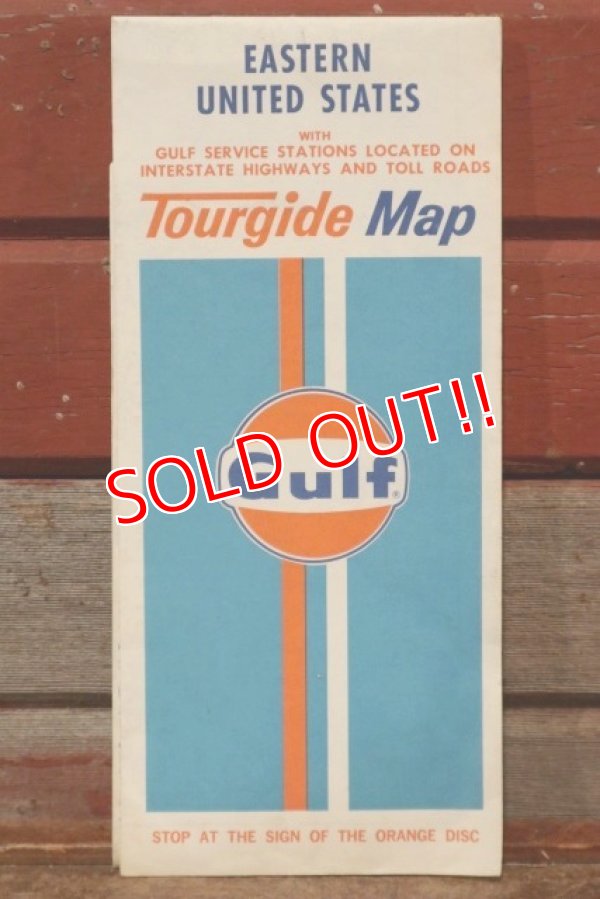 EASTERN
UNITED STATES
WITH
GULF SERVICE STATIONS LOCATED ON
INTERSTATE HIGHWAYS AND TOLL ROADS
Tourgide Map
SOLD OUT!!
Gulf®
STOP AT THE SIGN OF THE ORANGE DISC